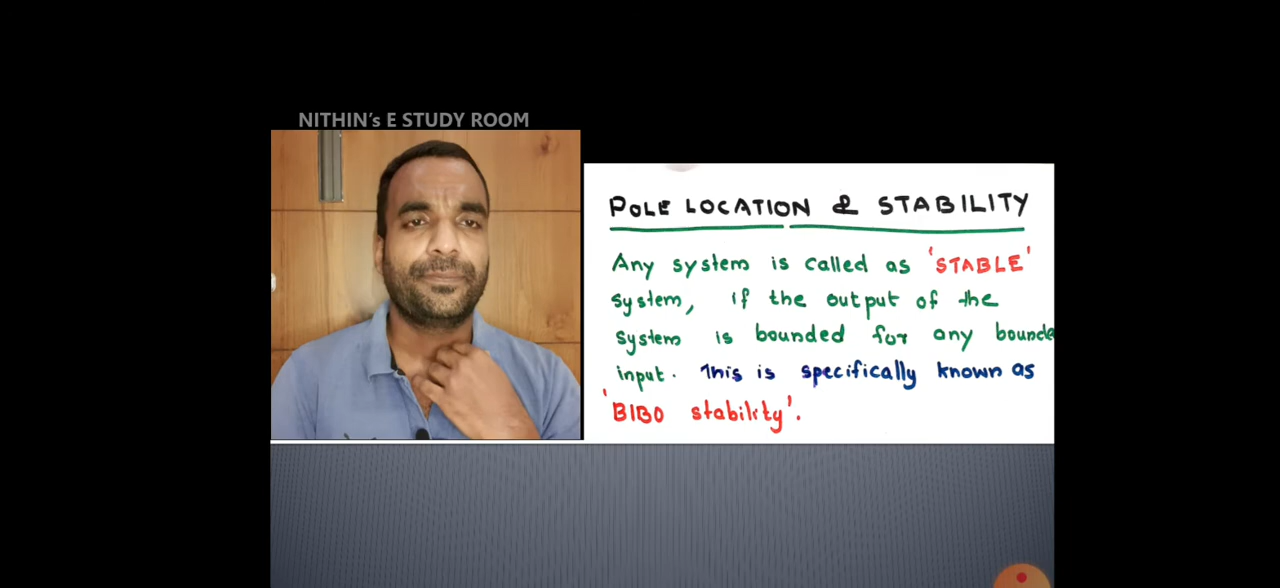 NITHIN's E STUDY ROOM
POLE LOCATION & STABILITY
Any system is called as 'STABLE'
system, if the output of the
system is bounded for any bounde
input. This is specifically known as
'BIBO stability'.